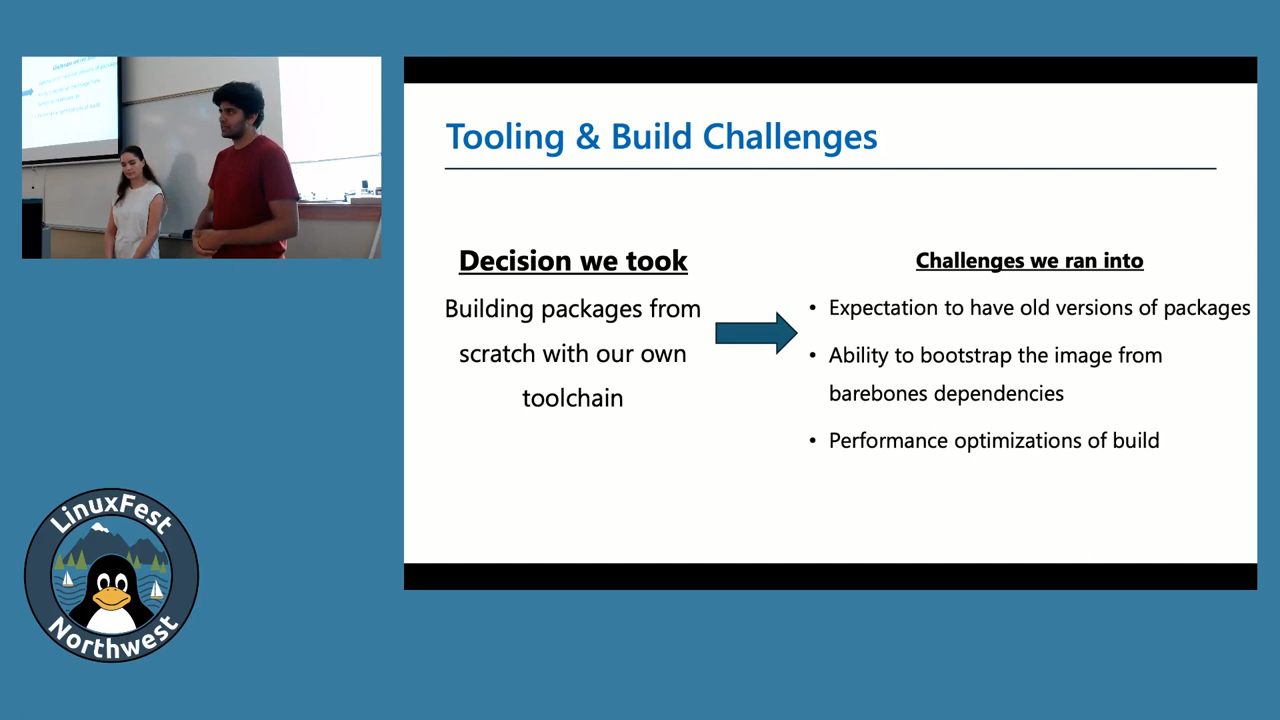 Tooling & Build Challenges
Decision we took
Building packages from
scratch with our own
toolchain
Challenges we ran into
• Expectation to have old versions of packages
• Ability to bootstrap the image from
barebones dependencies
• Performance optimizations of build
LinuxFest
Northwest